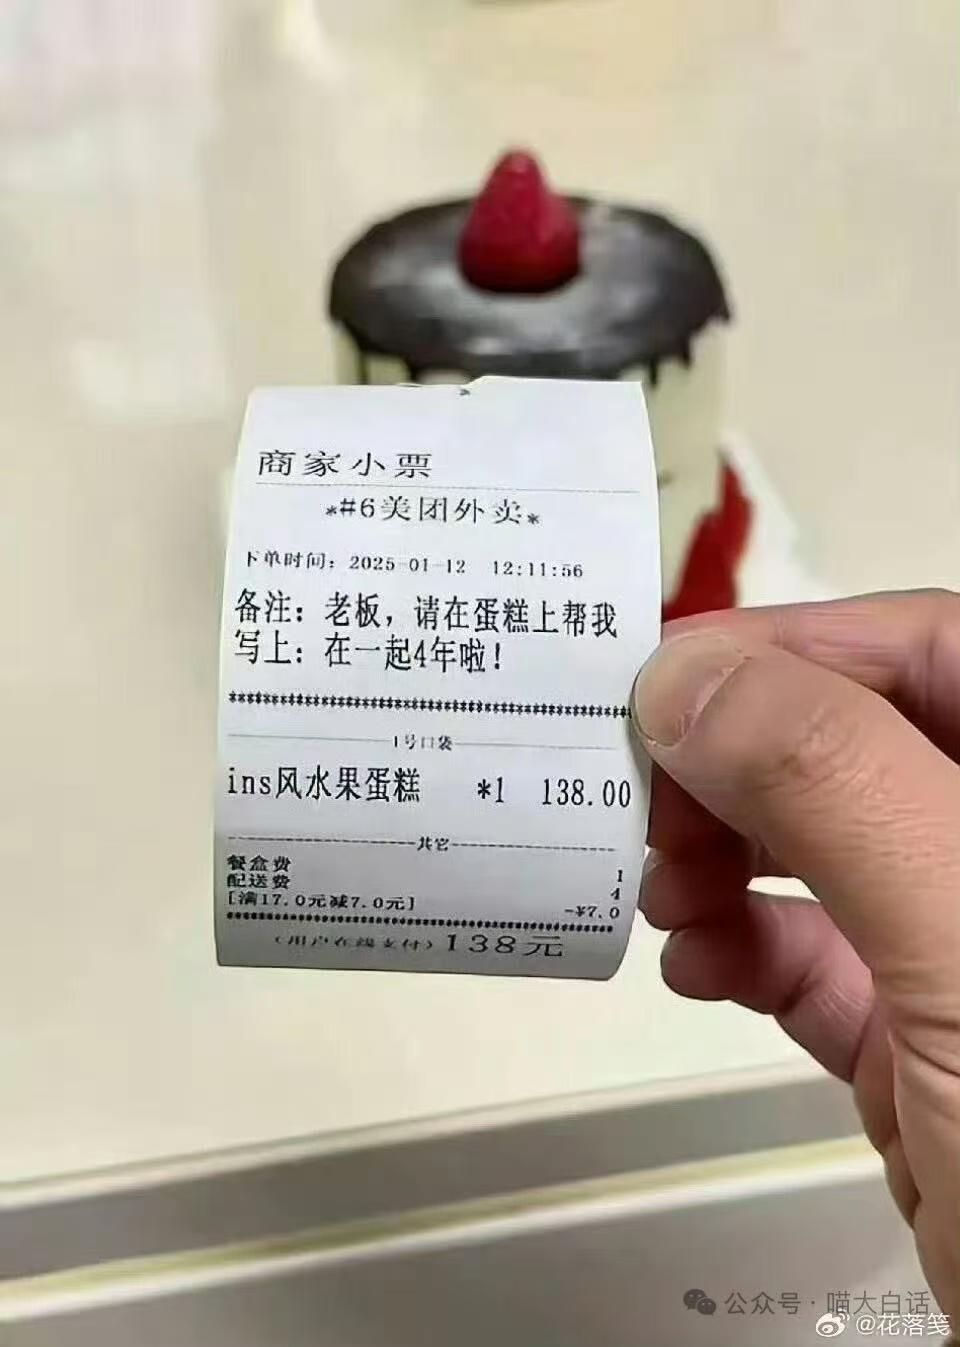 商家小票
*#6美团外卖*
下单时间：2025-01-12 12:11:56
备注：老板，请在蛋糕上帮我
写上：在一起4年啦！
******************************************
1号口袋
ins风水果蛋糕 *1 138.00
其它
餐盒费 1
配送费 4
[满17.0元减7.0元] -¥7.0
******************************************
（用户在线支付）138元
公众号·喵大白话
@花落笺